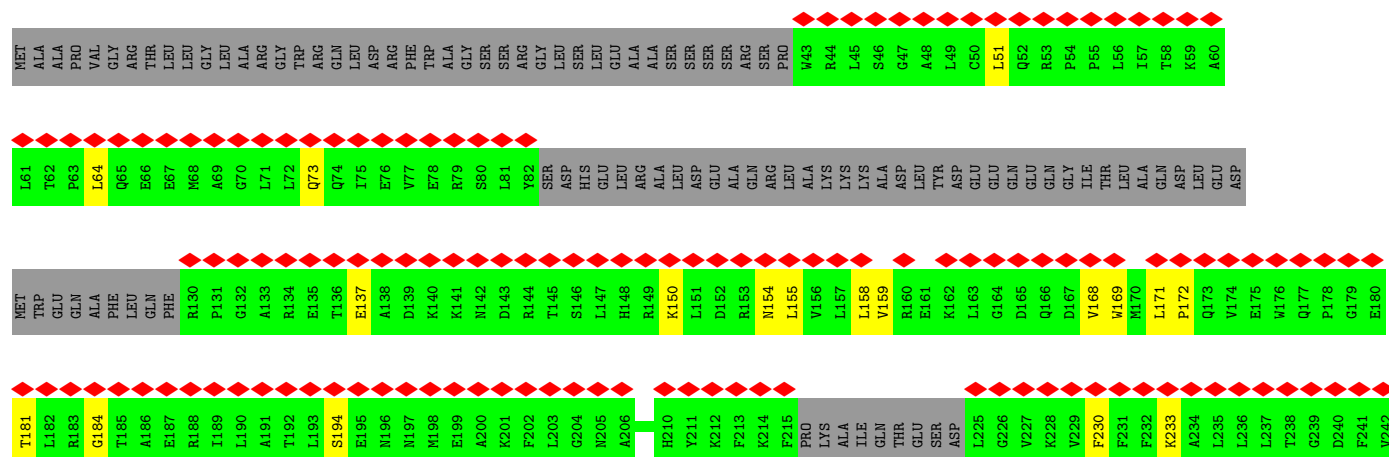 MET ALA ALA PRO VAL GLY ARG THR LEU LEU GLY LEU ALA ARG GLY TRP ARG GLN LEU ASP ARG PHE TRP ALA GLY SER SER ARG GLY LEU SER LEU GLU ALA ALA SER SER SER SER ARG SER PRO W43 R44 L45 S46 G47 A48 L49 C50 L51 Q52 R53 P54 P55 L56 I57 T58 K59 A60
L61 T62 P63 L64 Q65 E66 E67 M68 A69 G70 L71 L72 Q73 Q74 I75 E76 V77 E78 R79 S80 L81 Y82 SER ASP HIS GLU LEU ARG ALA LEU ASP GLU ALA GLN ARG LEU ALA LYS LYS LYS ALA ASP LEU TYR ASP GLU GLU GLN GLU GLN GLY ILE THR LEU ALA GLN ASP LEU GLU ASP
MET TRP GLU GLN ALA PHE LEU GLN PHE R130 P131 G132 A133 R134 E135 T136 E137 A138 D139 K140 K141 N142 D143 R144 T145 S146 L147 H148 R149 K150 L151 D152 R153 N154 L155 V156 L157 L158 V159 R160 E161 K162 L163 G164 D165 Q166 D167 V168 W169 M170 L171 P172 Q173 V174 E175 W176 Q177 P178 G179 E180
T181 L182 R183 G184 T185 A186 E187 R188 I189 L190 A191 T192 L193 S194 E195 N196 N197 M198 E199 A200 K201 F202 L203 G204 N205 A206 H210 Y211 K212 F213 K214 F215 PRO LYS ALA ILE GLN THR GLU SER ASP L225 G226 V227 K228 V229 F230 F231 F232 K233 A234 L235 L236 L237 T238 G239 D240 F241 V242